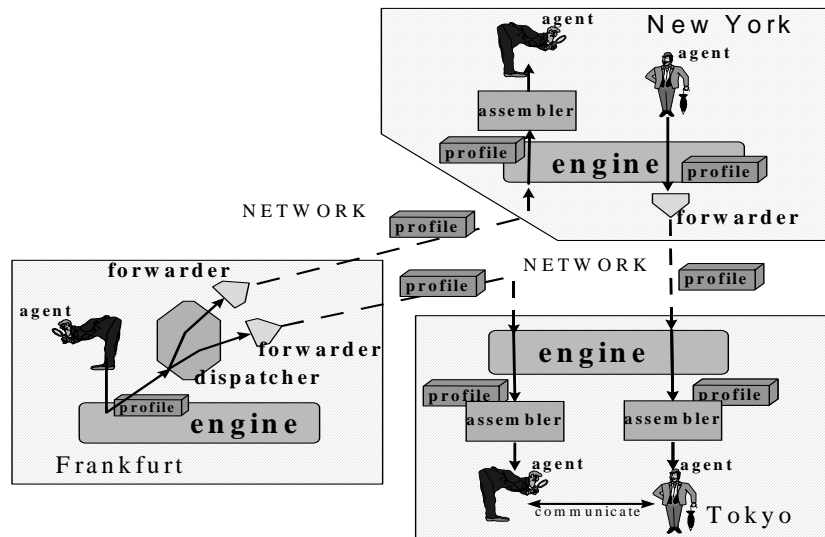 agent
New York
agent
assembler
profile
engine
profile
forwarder
NETWORK
profile
NETWORK
profile
profile
forwarder
agent
forwarder
dispatcher
profile
engine
Frankfurt
engine
profile
profile
assembler
assembler
agent
agent
communicate
Tokyo